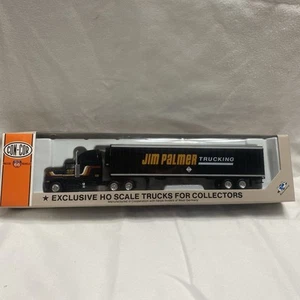 CON-COR
JIM PALMER TRUCKING
★ EXCLUSIVE HO SCALE TRUCKS FOR COLLECTORS